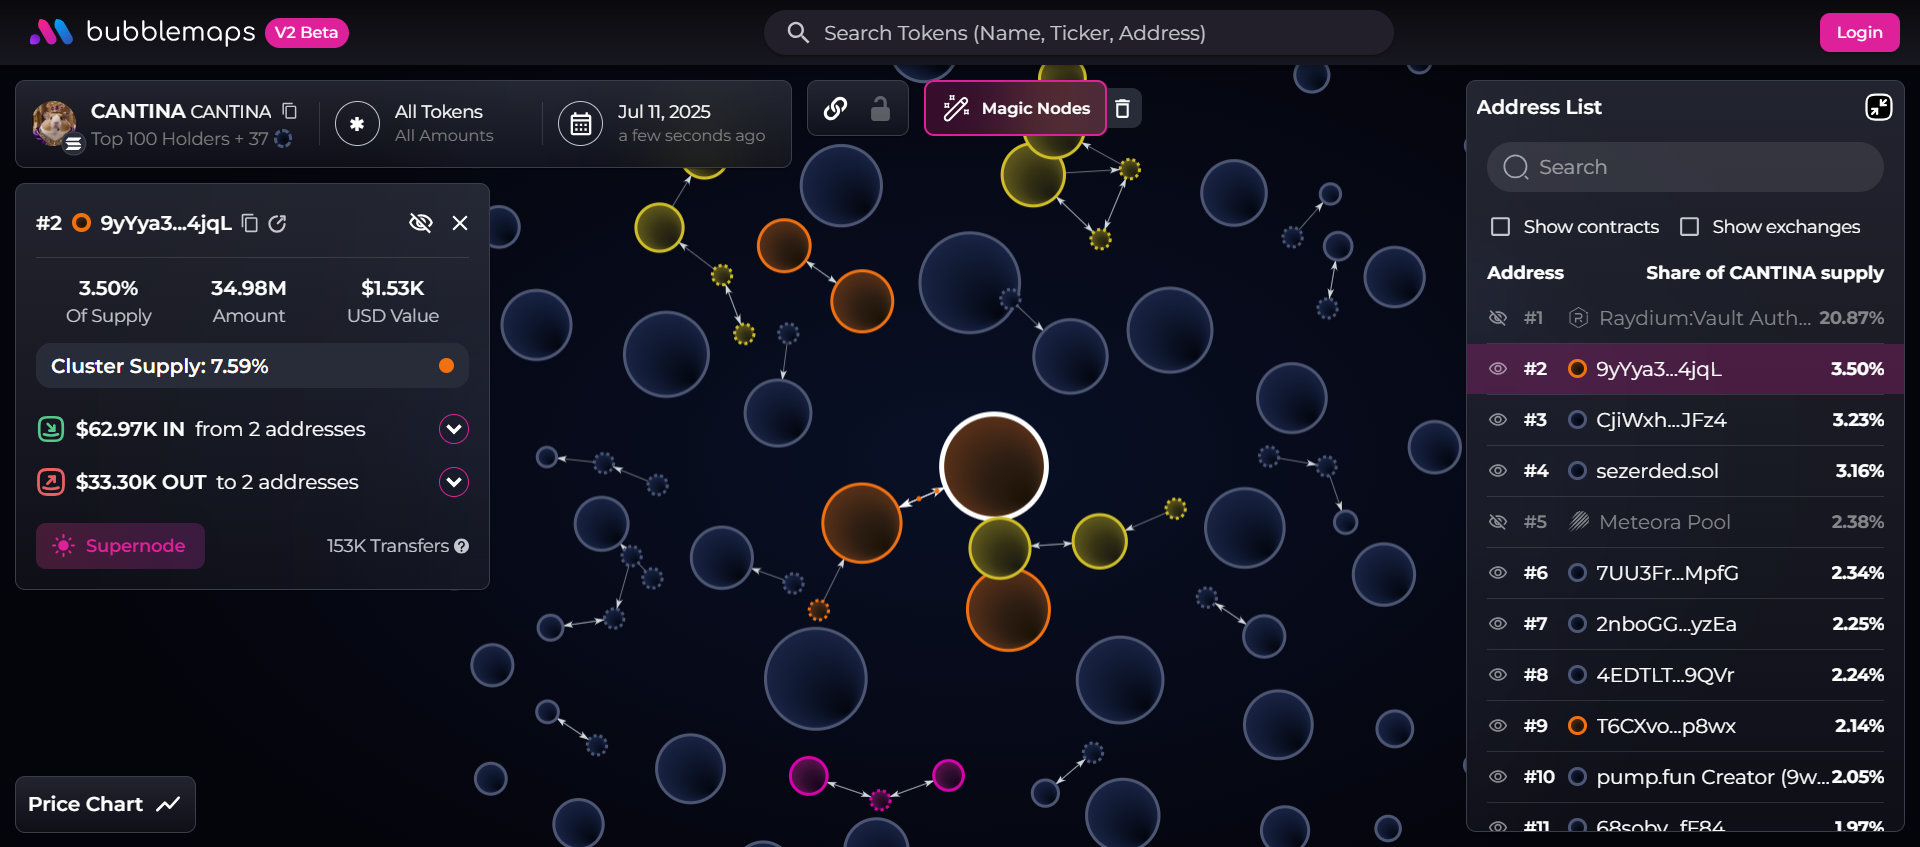 bubblemaps V2 Beta
Search Tokens (Name, Ticker, Address)
Login
CANTINA CANTINA
Top 100 Holders + 37
All Tokens
All Amounts
Jul 11, 2025
a few seconds ago
Magic Nodes
#2 9yYya3...4jqL
3.50%
Of Supply
34.98M
Amount
$1.53K
USD Value
Cluster Supply: 7.59%
$62.97K IN from 2 addresses
$33.30K OUT to 2 addresses
Supernode
153K Transfers
Price Chart
Address List
Search
Show contracts
Show exchanges
Address Share of CANTINA supply
#1 Raydium:Vault Auth... 20.87%
#2 9yYya3...4jqL 3.50%
#3 CjiWxh...JFz4 3.23%
#4 sezerded.sol 3.16%
#5 Meteora Pool 2.38%
#6 7UU3Fr...MpfG 2.34%
#7 2nboGG...yzEa 2.25%
#8 4EDTLT...9QVr 2.24%
#9 T6CXvo...p8wx 2.14%
#10 pump.fun Creator (9w... 2.05%
#11 1.97%